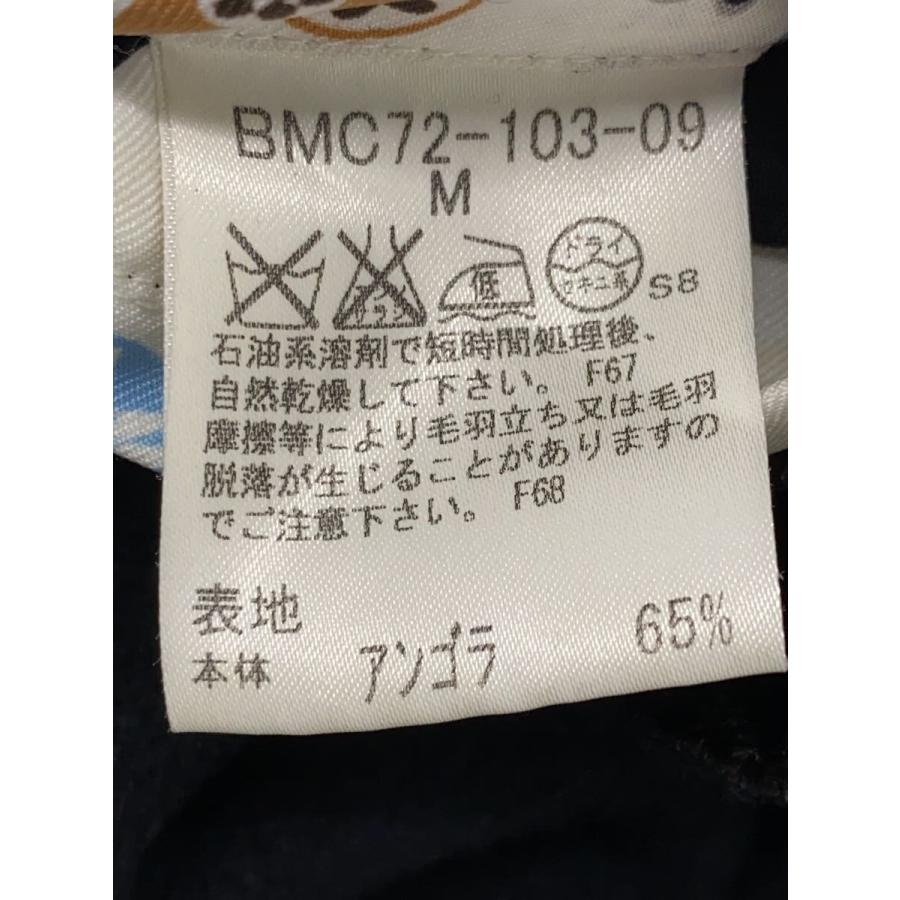 BMC72-103-09
M
低
ドライ
セキユ系
S8
石油系溶剤で短時間処理後、
自然乾燥して下さい。 F67
摩擦等により毛羽立ち又は毛羽
脱落が生じることがありますの
でご注意下さい。 F68
表地
本体 アンゴラ 65%